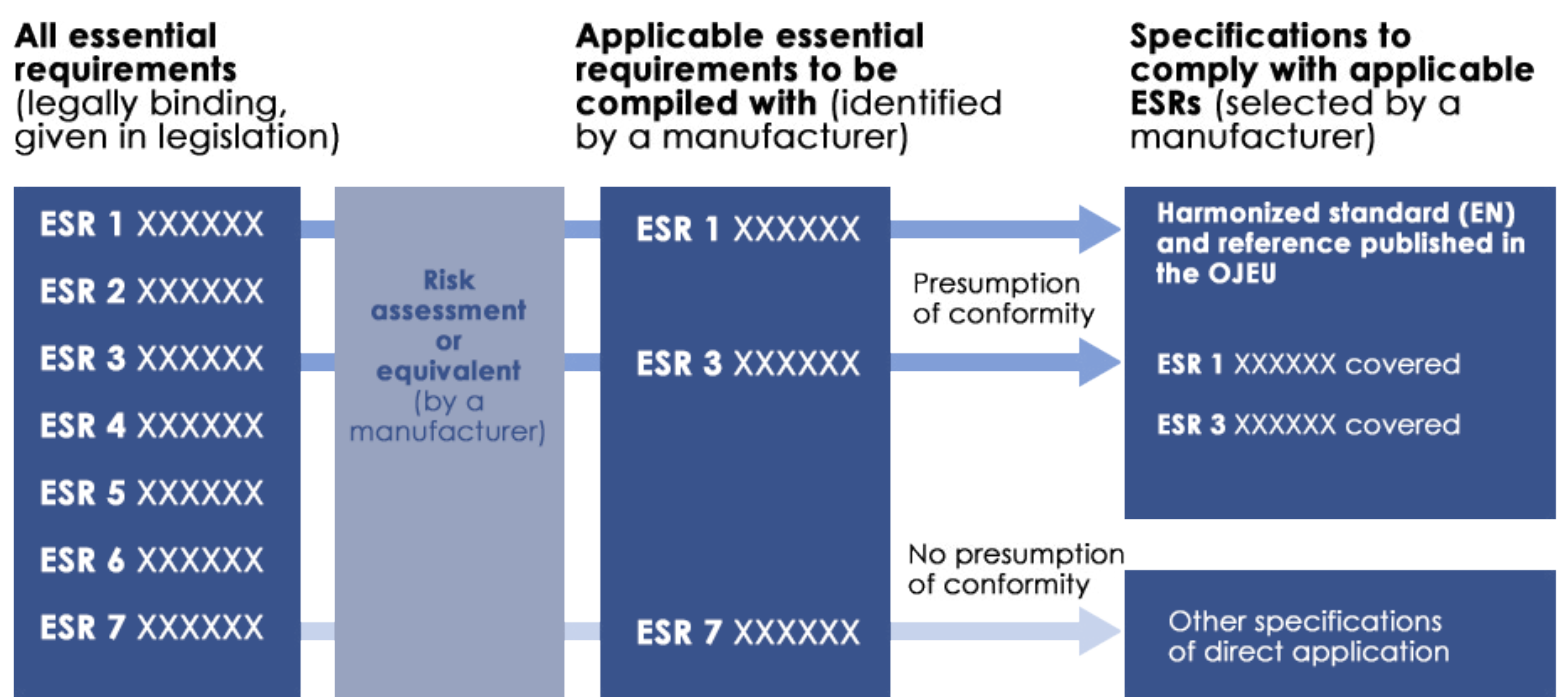 All essential
requirements
(legally binding,
given in legislation)
Applicable essential
requirements to be
compiled with (identified
by a manufacturer)
Specifications to
comply with applicable
ESRs (selected by a
manufacturer)
ESR 1 XXXXXX
ESR 2 XXXXXX
ESR 3 XXXXXX
ESR 4 XXXXXX
ESR 5 XXXXXX
ESR 6 XXXXXX
ESR 7 XXXXXX
Risk
assessment
or
equivalent
(by a
manufacturer)
ESR 1 XXXXXX
ESR 3 XXXXXX
ESR 7 XXXXXX
Presumption
of conformity
No presumption
of conformity
Harmonized standard (EN)
and reference published in
the OJEU
ESR 1 XXXXXX covered
ESR 3 XXXXXX covered
Other specifications
of direct application